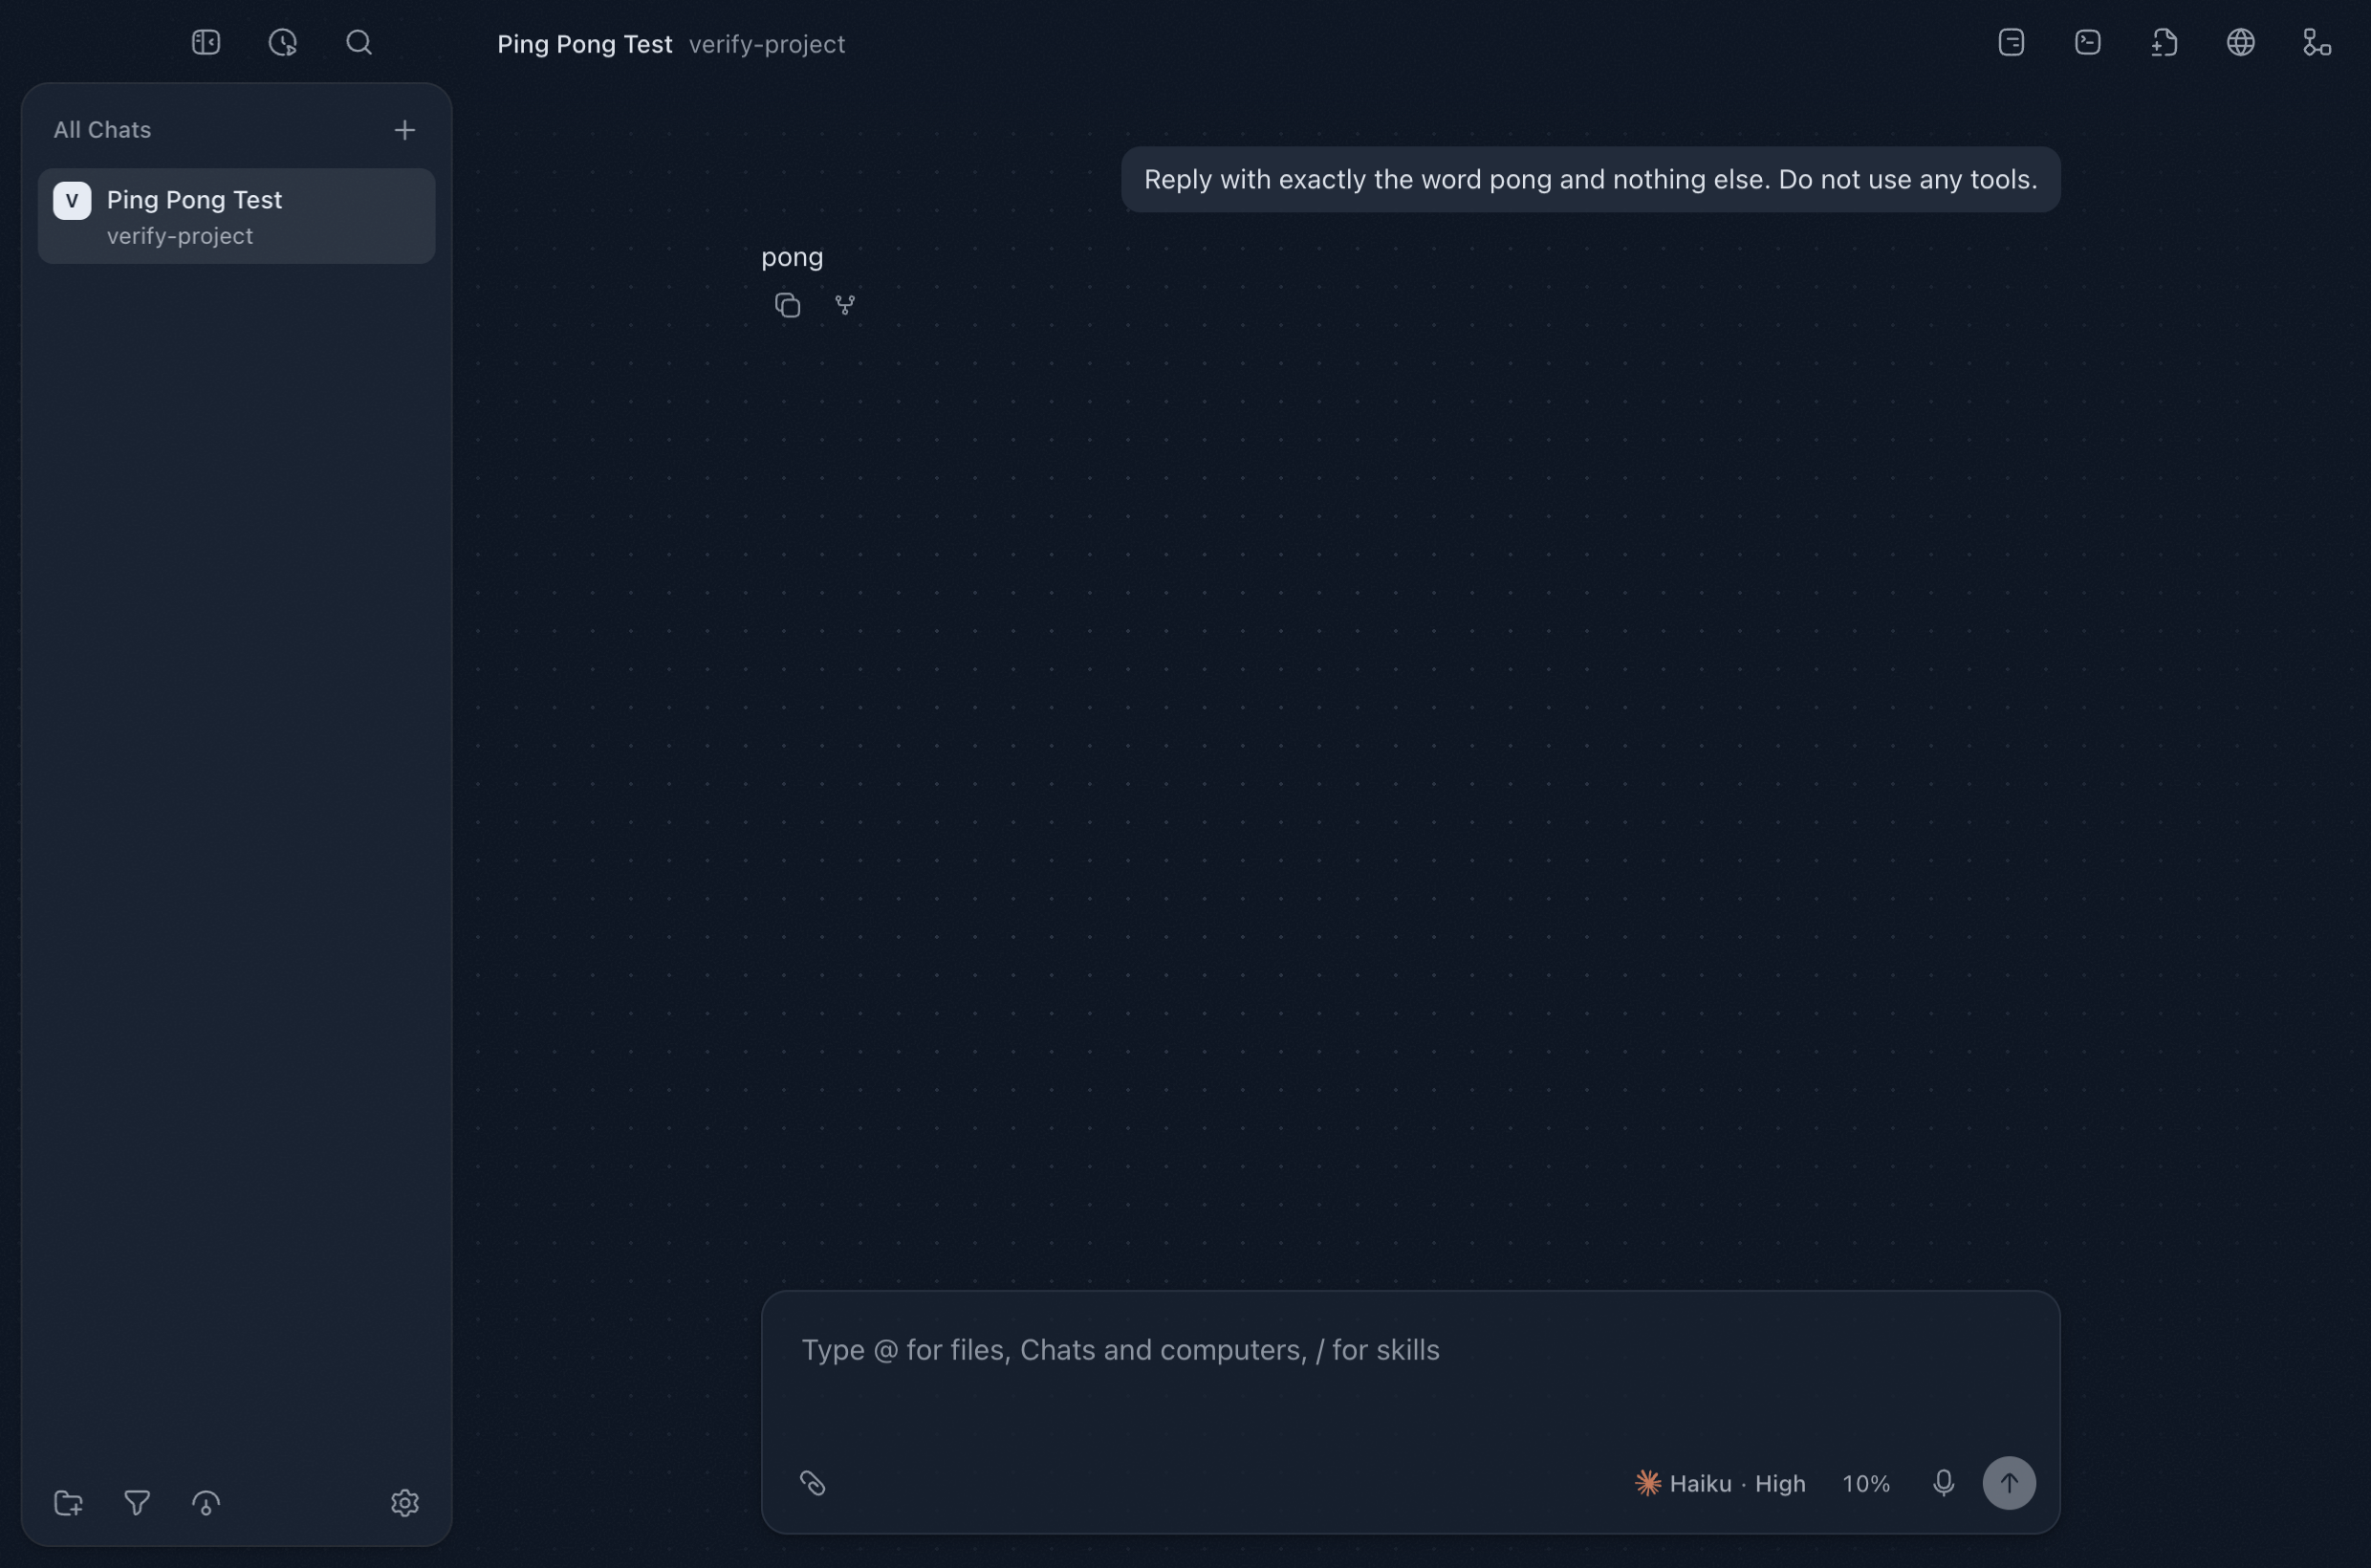 Ping Pong Test verify-project
All Chats
V
Ping Pong Test
verify-project
Reply with exactly the word pong and nothing else. Do not use any tools.
pong
Type @ for files, Chats and computers, / for skills
Haiku · High 10%